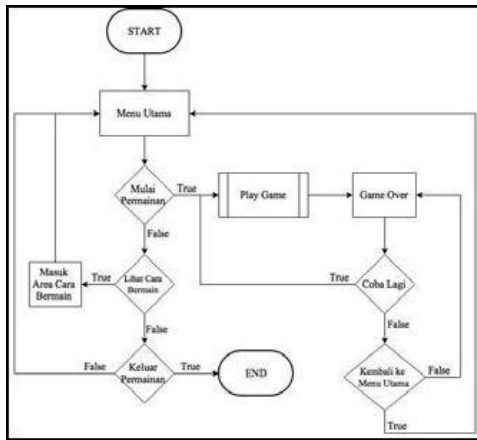 START
Menu Utama
Mulai
Permainan
True
Play Game
Game Over
False
Masuk
Area Cara
Bermain
True
Lihat Cara
Bermain
True
Coba Lagi
False
False
False
Keluar
Permainan
True
END
Kembali ke
Menu Utama
False
True